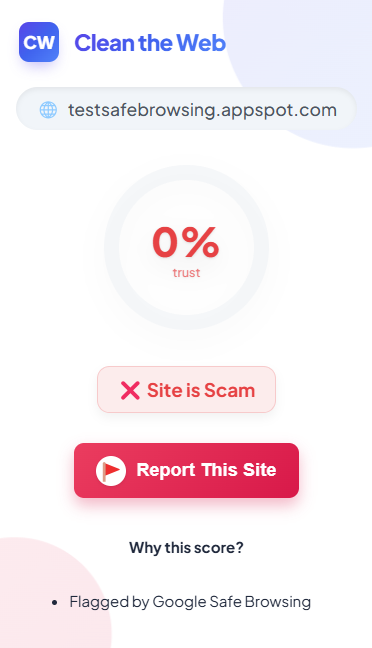 CW Clean the Web
testsafebrowsing.appspot.com
0%
trust
❌ Site is Scam
Report This Site
Why this score?
• Flagged by Google Safe Browsing